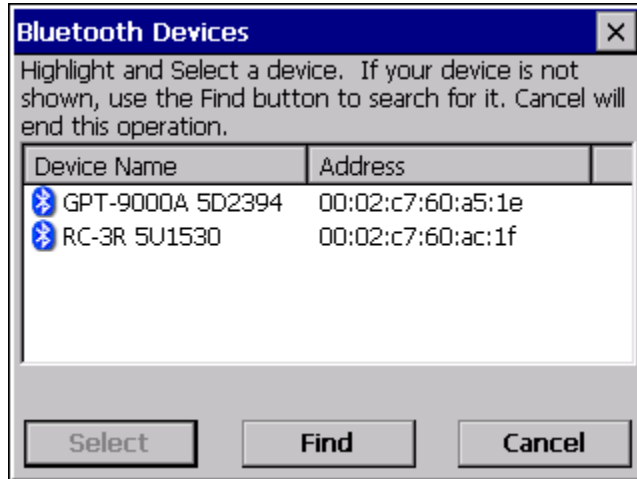 Bluetooth Devices
Highlight and Select a device. If your device is not
shown, use the Find button to search for it. Cancel will
end this operation.
Device Name Address
GPT-9000A 5D2394 00:02:c7:60:a5:1e
RC-3R 5U1530 00:02:c7:60:ac:1f
Select Find Cancel